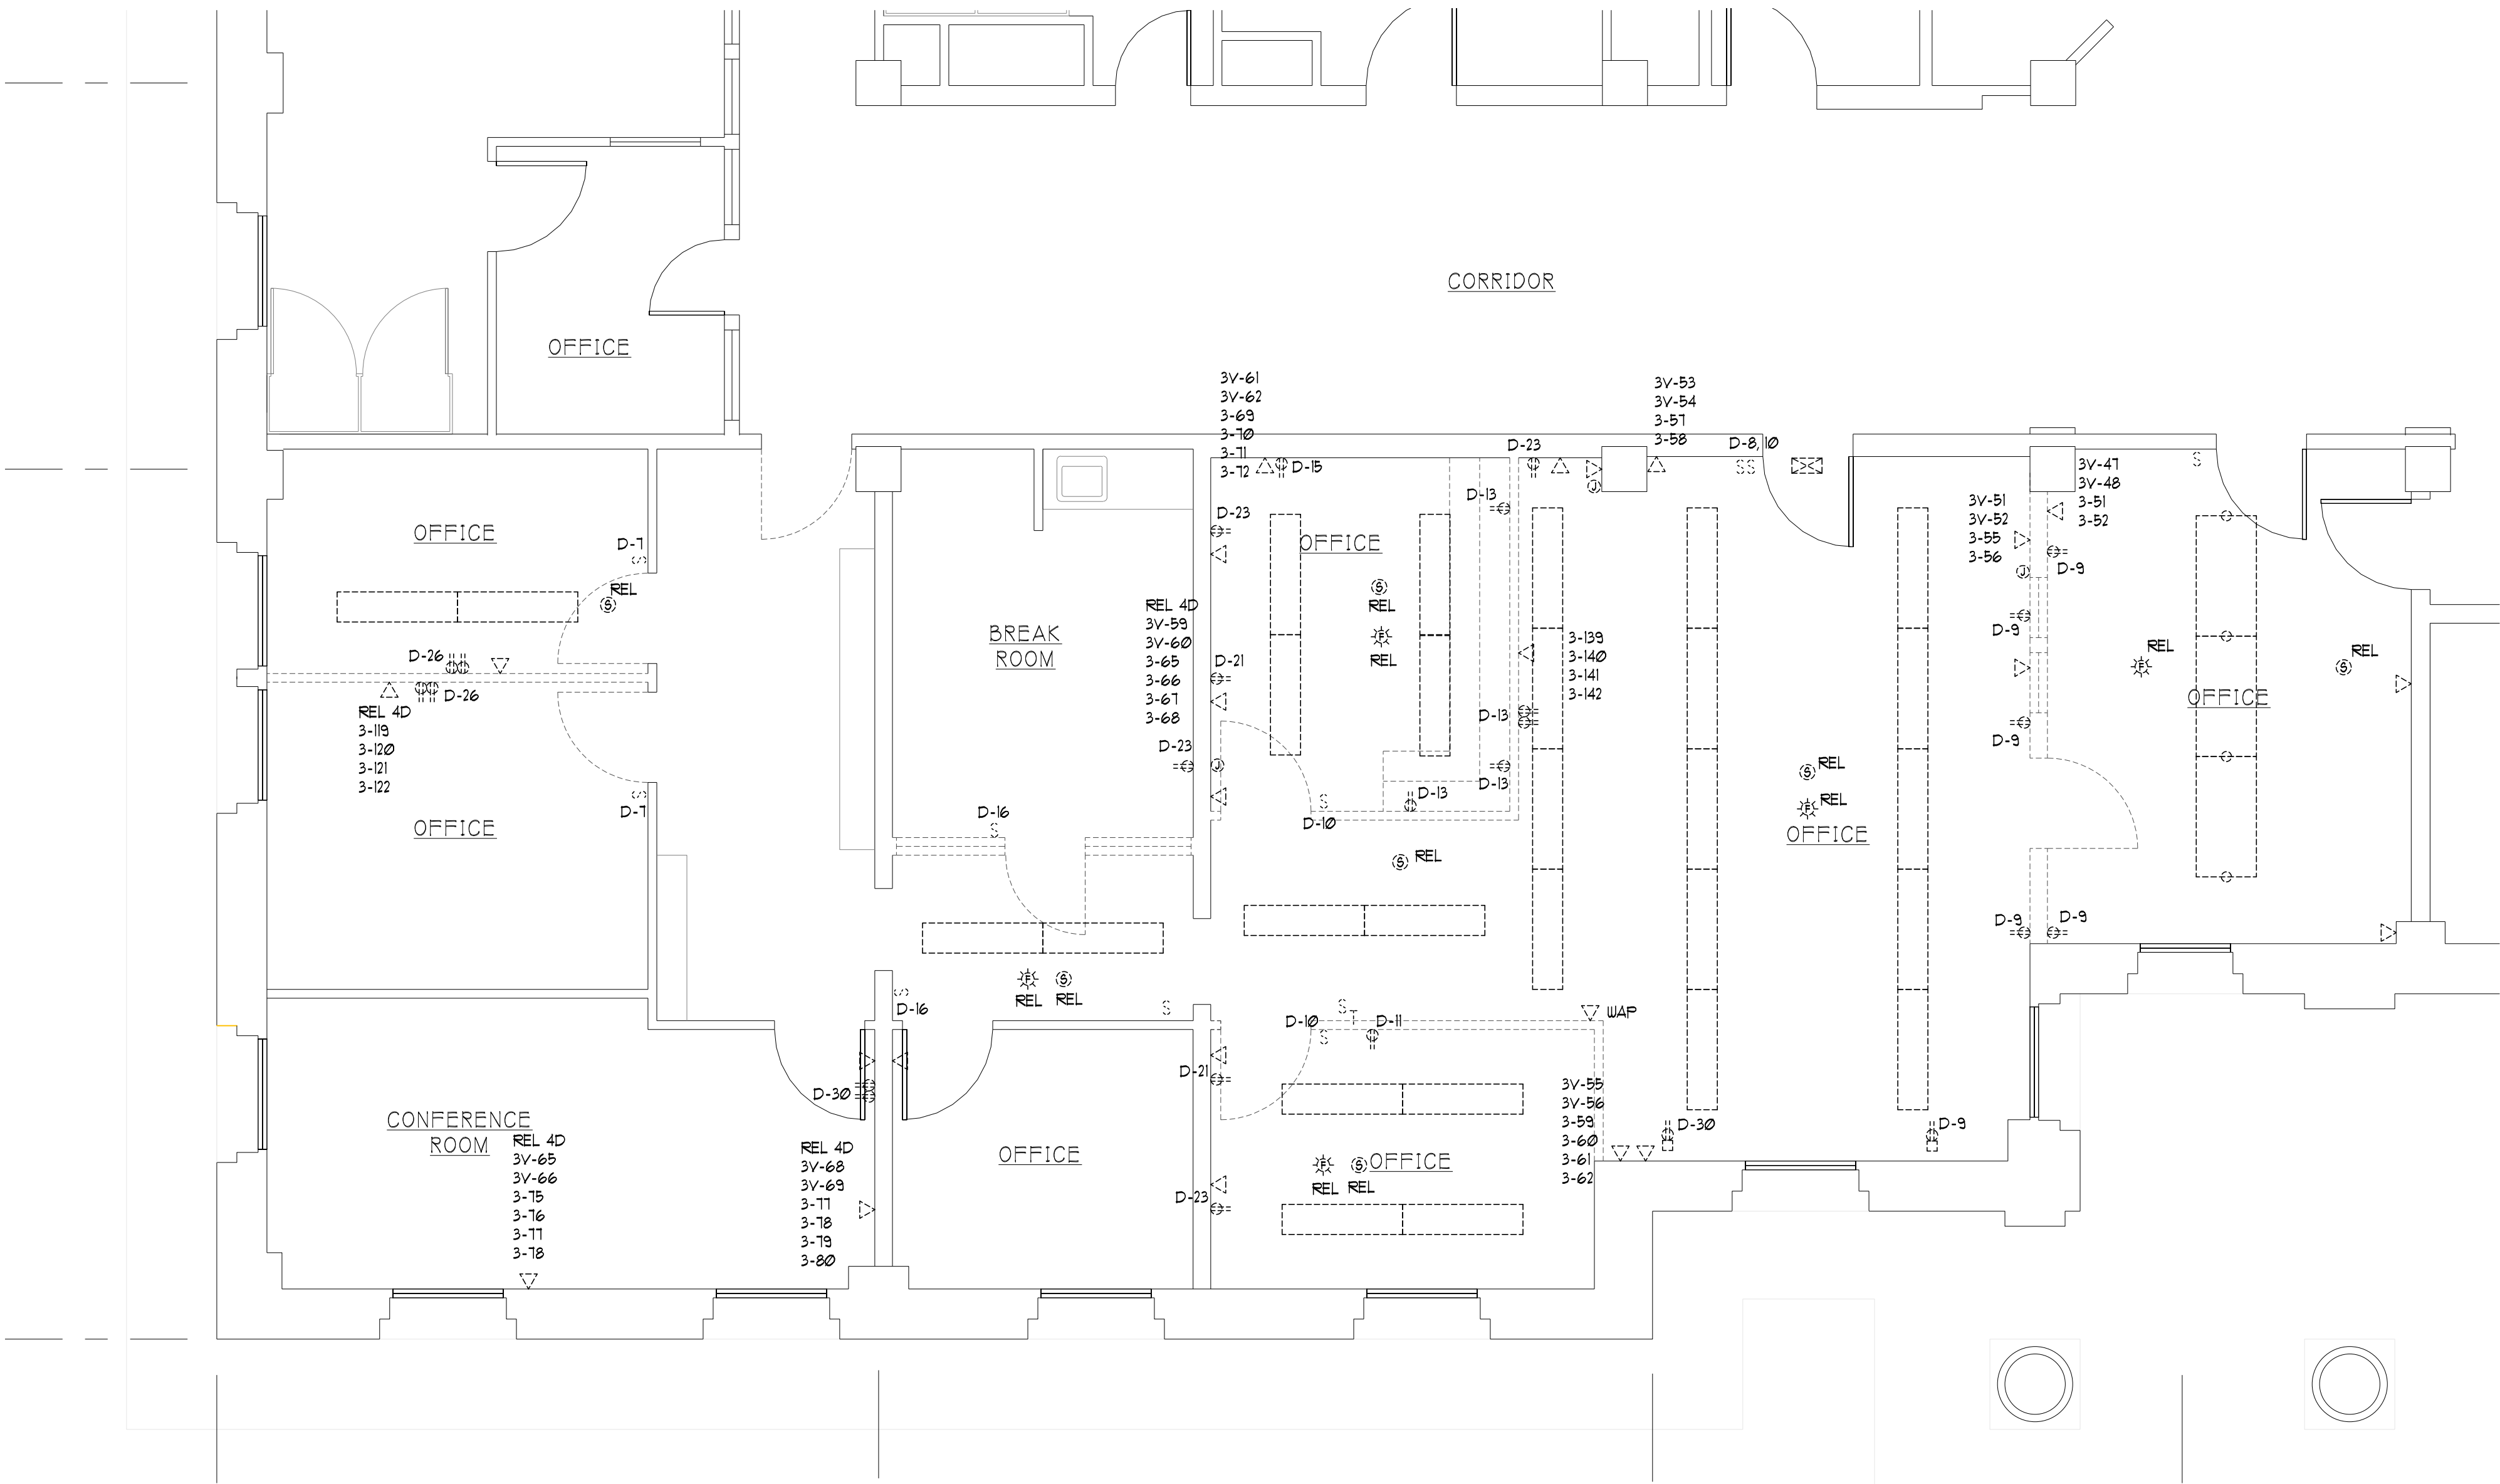 CORRIDOR
OFFICE
3V-61
3V-62
3-69
3-70
3-71
3-72
3V-53
3V-54
3-57
3-58
D-8, 10
D-23
D-15
J
D-13
D-23
3V-47
3V-48
3-51
3-52
S
3V-51
3V-52
3-55
3-56
D-9
J
D-9
OFFICE
D-7
S
REL
S
OFFICE
S
REL
F
REL
BREAK
ROOM
REL 4D
3V-59
3V-60
3-65
3-66
3-67
3-68
D-21
D-23
J
3-139
3-140
3-141
3-142
D-13
D-13
D-13
D-10
S
D-26
D-26
REL 4D
3-119
3-120
3-121
3-122
S
D-7
OFFICE
REL
F
REL
S
OFFICE
D-9
REL
S
REL
F
OFFICE
D-16
S
REL
S
D-9
D-9
F
REL
S
REL
S
D-16
S
S
D-10
S
D-11
WAP
D-30
D-21
CONFERENCE
ROOM
REL 4D
3V-65
3V-66
3-75
3-76
3-77
3-78
REL 4D
3V-68
3V-69
3-77
3-78
3-79
3-80
OFFICE
D-23
F
REL
S
REL
OFFICE
3V-55
3V-56
3-59
3-60
3-61
3-62
D-30
D-9